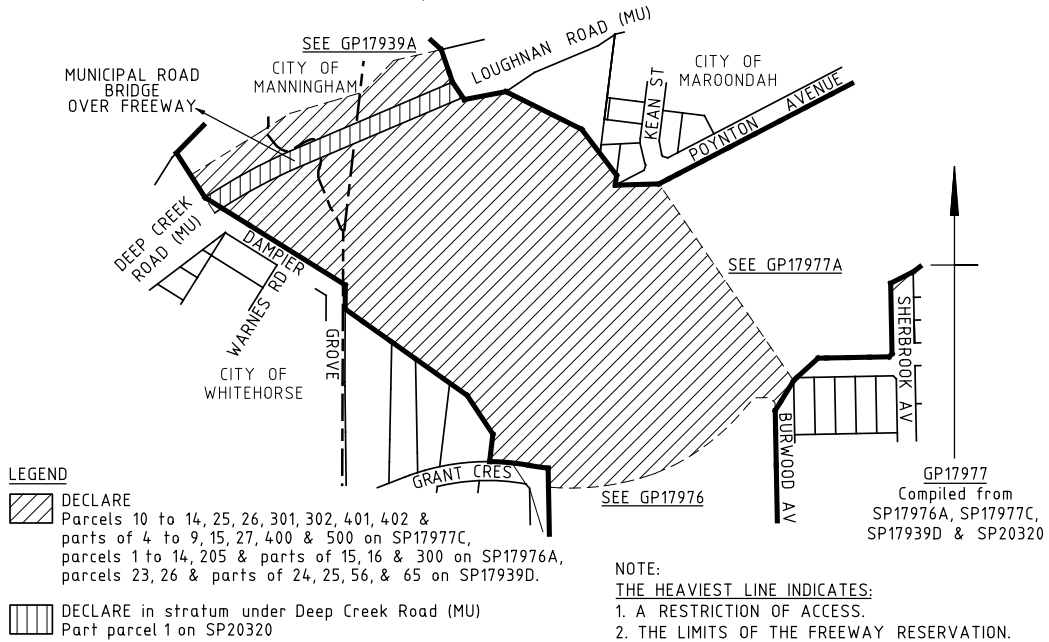 SEE GP17939A
CITY OF
MANNINGHAM
MUNICIPAL ROAD
BRIDGE
OVER FREEWAY
LOUGHNAN ROAD (MU)
CITY OF
MAROONDAH
KEAN ST
POYNTON AVENUE
DEEP CREEK
ROAD (MU)
DAMPIER
WARNES RD
GROVE
CITY OF
WHITEHORSE
SEE GP17977A
SHERBROOK AV
BURWOOD AV
GRANT CRES
SEE GP17976
GP17977
Compiled from
SP17976A, SP17977C,
SP17939D & SP20320
LEGEND
DECLARE
Parcels 10 to 14, 25, 26, 301, 302, 401, 402 &
parts of 4 to 9, 15, 27, 400 & 500 on SP17977C,
parcels 1 to 14, 205 & parts of 15, 16 & 300 on SP17976A,
parcels 23, 26 & parts of 24, 25, 56, & 65 on SP17939D.
DECLARE in stratum under Deep Creek Road (MU)
Part parcel 1 on SP20320
NOTE:
THE HEAVIEST LINE INDICATES:
1. A RESTRICTION OF ACCESS.
2. THE LIMITS OF THE FREEWAY RESERVATION.